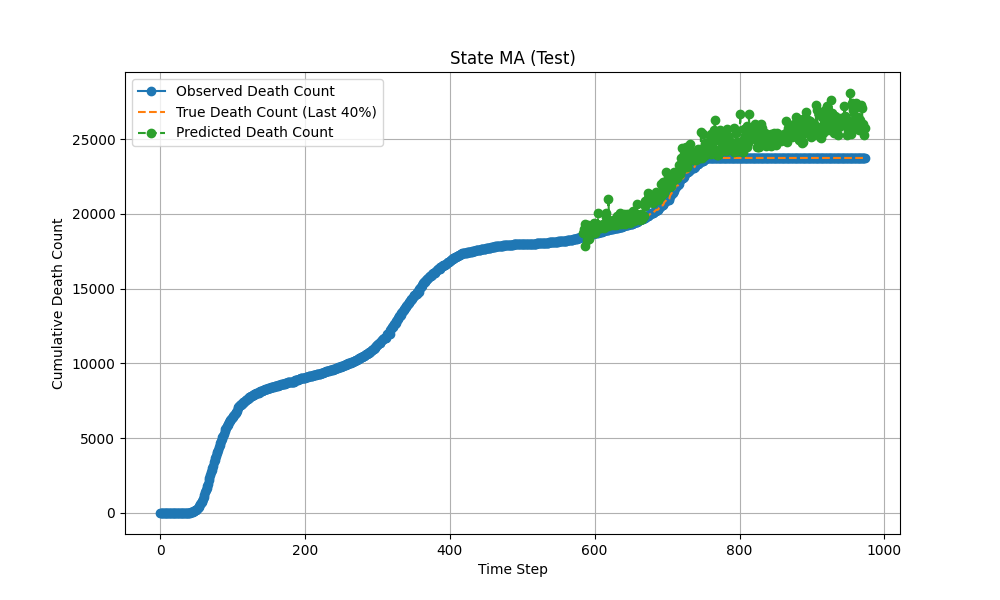 State MA (Test)
Observed Death Count
True Death Count (Last 40%)
Predicted Death Count
Cumulative Death Count
25000
20000
15000
10000
5000
0
0 200 400 600 800 1000
Time Step